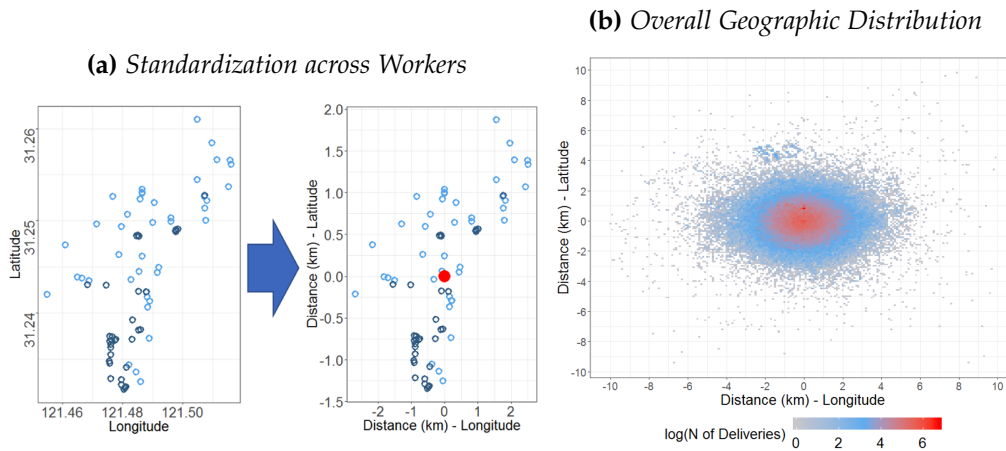 (a) Standardization across Workers
Latitude
31.26
31.25
31.24
121.46 121.48 121.50
Longitude
Distance (km) - Latitude
2.0
1.5
1.0
0.5
0.0
-0.5
-1.0
-1.5
-2 -1 0 1 2
Distance (km) - Longitude
(b) Overall Geographic Distribution
Distance (km) - Latitude
10
8
6
4
2
0
-2
-4
-6
-8
-10
-10 -8 -6 -4 -2 0 2 4 6 8 10
Distance (km) - Longitude
log(N of Deliveries)
0 2 4 6